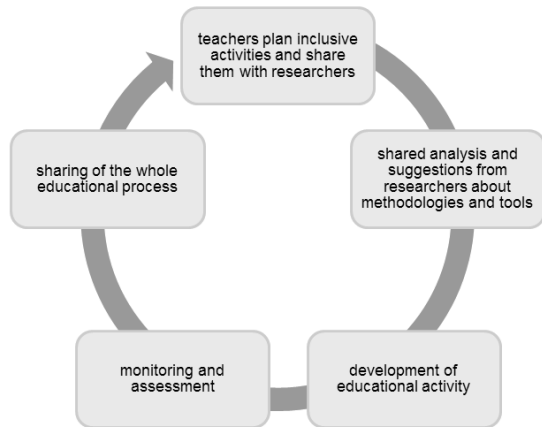 teachers plan inclusive
activities and share
them with researchers
shared analysis and
suggestions from
researchers about
methodologies and tools
development of
educational activity
monitoring and
assessment
sharing of the whole
educational process